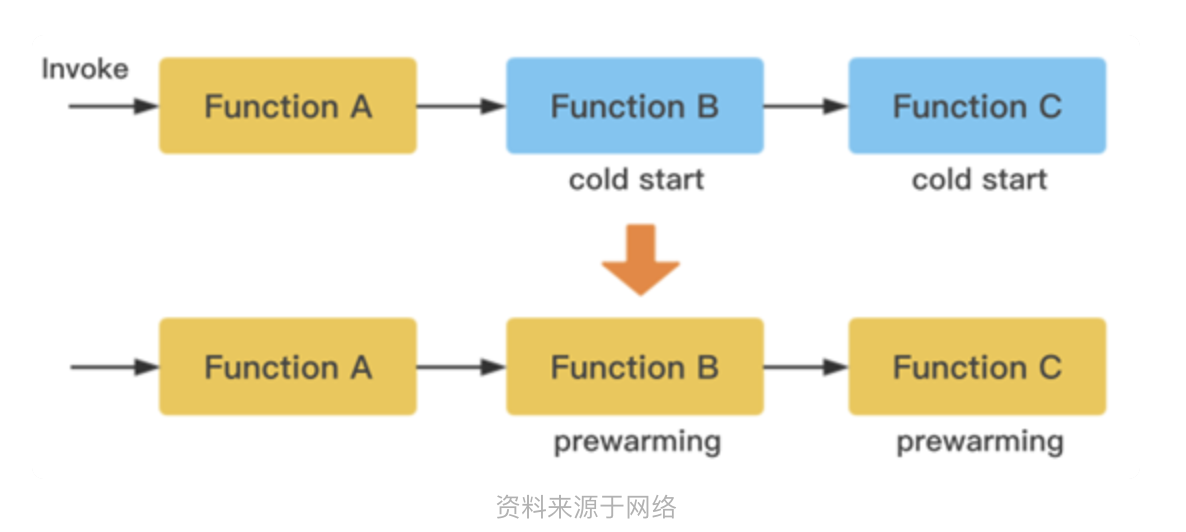 Invoke
Function A
Function B
Function C
cold start
cold start
Function A
Function B
Function C
prewarming
prewarming
资料来源于网络